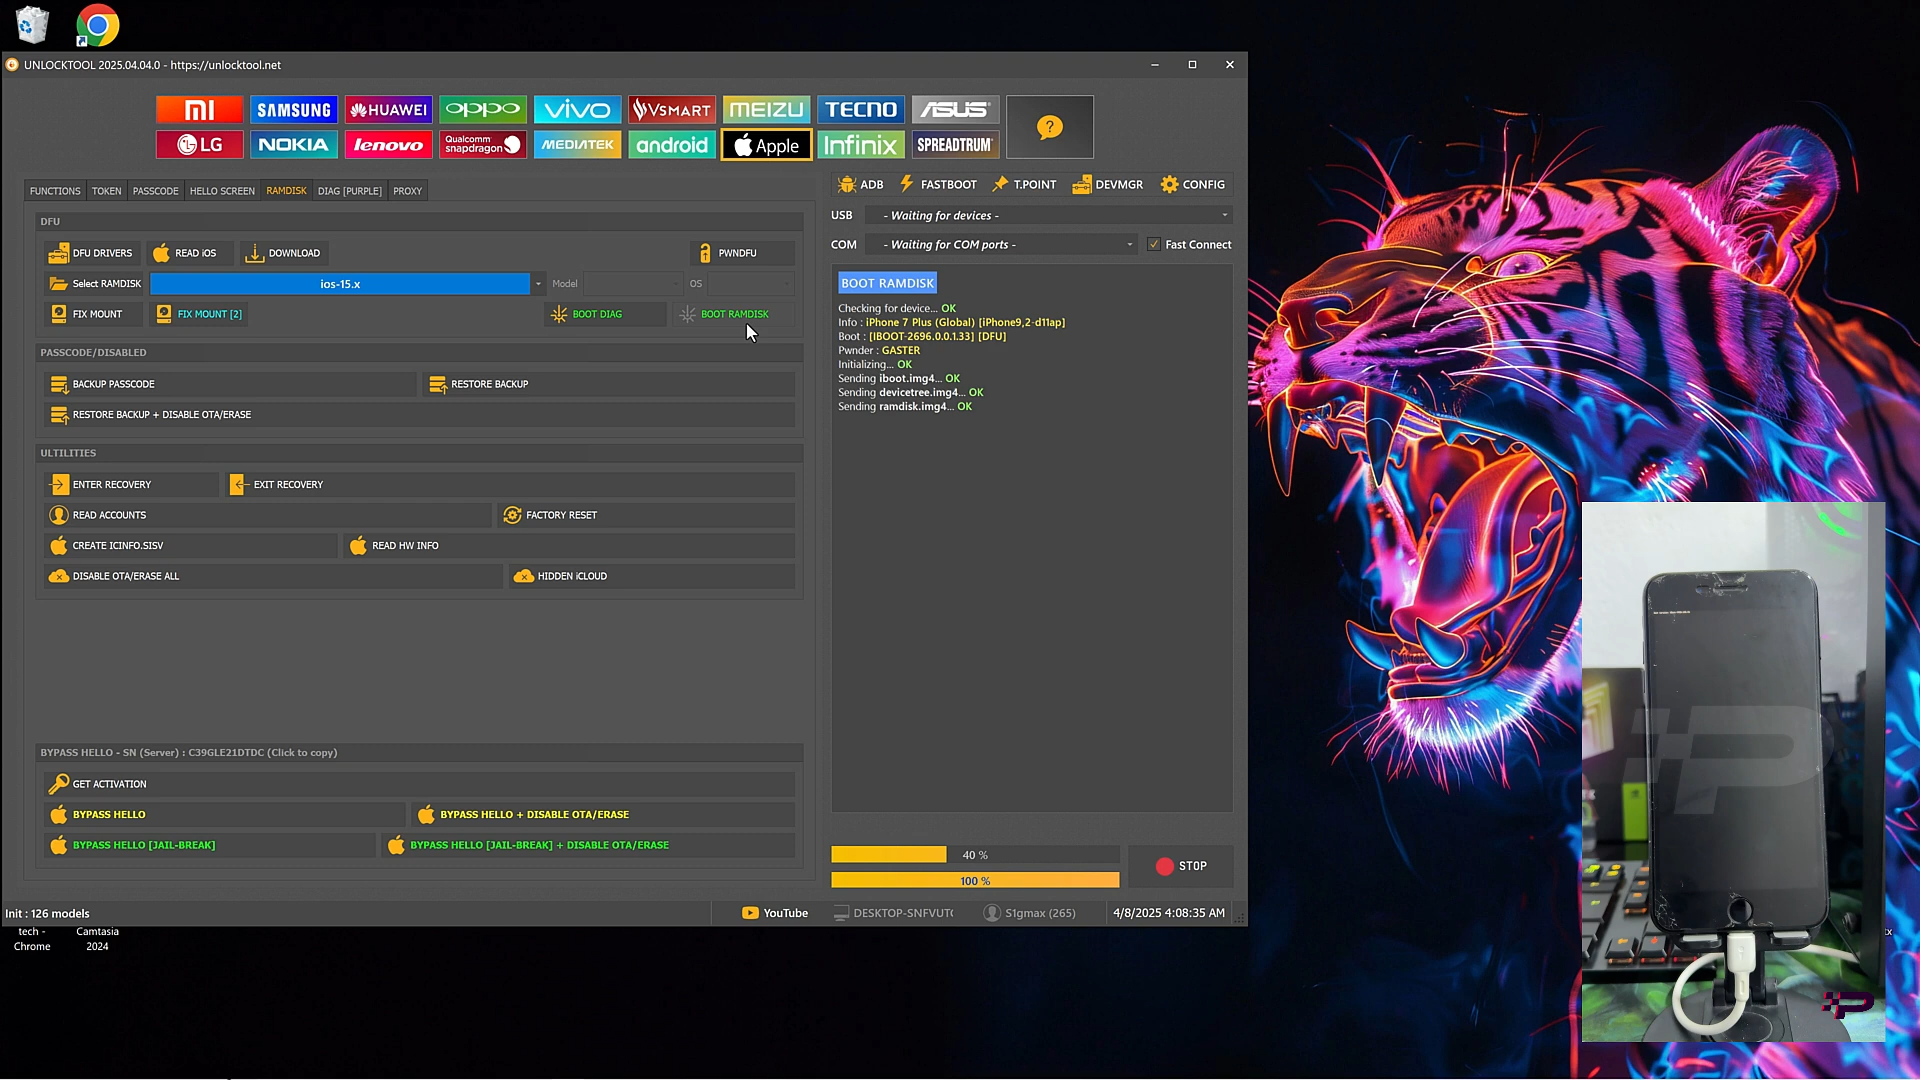 UNLOCKTOOL 2025.04.04.0 - https://unlocktool.net
MI SAMSUNG HUAWEI oppo vivo VSMART MEIZU TECNO ASUS ?
LG NOKIA lenovo Qualcomm snapdragon MEDIATEK android Apple Infinix SPREADTRUM
FUNCTIONS TOKEN PASSCODE HELLO SCREEN RAMDISK DIAG [PURPLE] PROXY
DFU
DFU DRIVERS READ iOS DOWNLOAD PWNDFU
Select RAMDISK ios-15.x Model OS
FIX MOUNT FIX MOUNT [2] BOOT DIAG BOOT RAMDISK
PASSCODE/DISABLED
BACKUP PASSCODE RESTORE BACKUP
RESTORE BACKUP + DISABLE OTA/ERASE
ULTILITIES
ENTER RECOVERY EXIT RECOVERY
READ ACCOUNTS FACTORY RESET
CREATE ICINFO.SISV READ HW INFO
DISABLE OTA/ERASE ALL HIDDEN iCLOUD
BYPASS HELLO - SN (Server) : C39GLE21DTDC (Click to copy)
GET ACTIVATION
BYPASS HELLO BYPASS HELLO + DISABLE OTA/ERASE
BYPASS HELLO [JAIL-BREAK] BYPASS HELLO [JAIL-BREAK] + DISABLE OTA/ERASE
ADB FASTBOOT T.POINT DEVMGR CONFIG
USB - Waiting for devices -
COM - Waiting for COM ports - Fast Connect
BOOT RAMDISK
Checking for device... OK
Info : iPhone 7 Plus (Global) [iPhone9,2-d11ap]
Boot : [IBOOT-2696.0.0.1.33] [DFU]
Pwnder : GASTER
Initializing... OK
Sending iboot.img4... OK
Sending devicetree.img4... OK
Sending ramdisk.img4... OK
40 %
100 %
STOP
Init : 126 models YouTube DESKTOP-SNFVUT S1gmax (265) 4/8/2025 4:08:35 AM
tech -
Chrome
Camtasia
2024